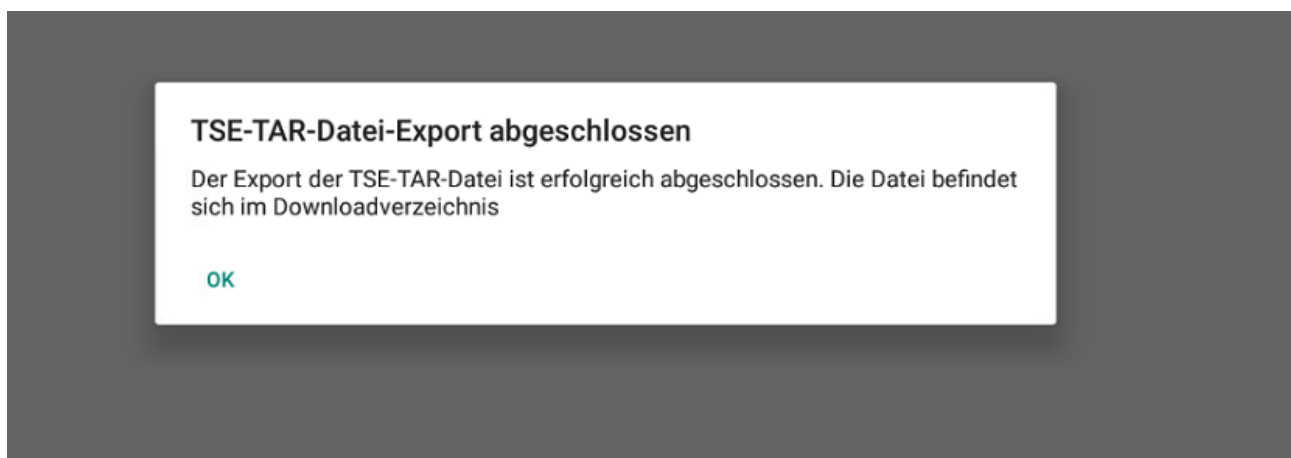 TSE-TAR-Datei-Export abgeschlossen
Der Export der TSE-TAR-Datei ist erfolgreich abgeschlossen. Die Datei befindet
sich im Downloadverzeichnis
OK